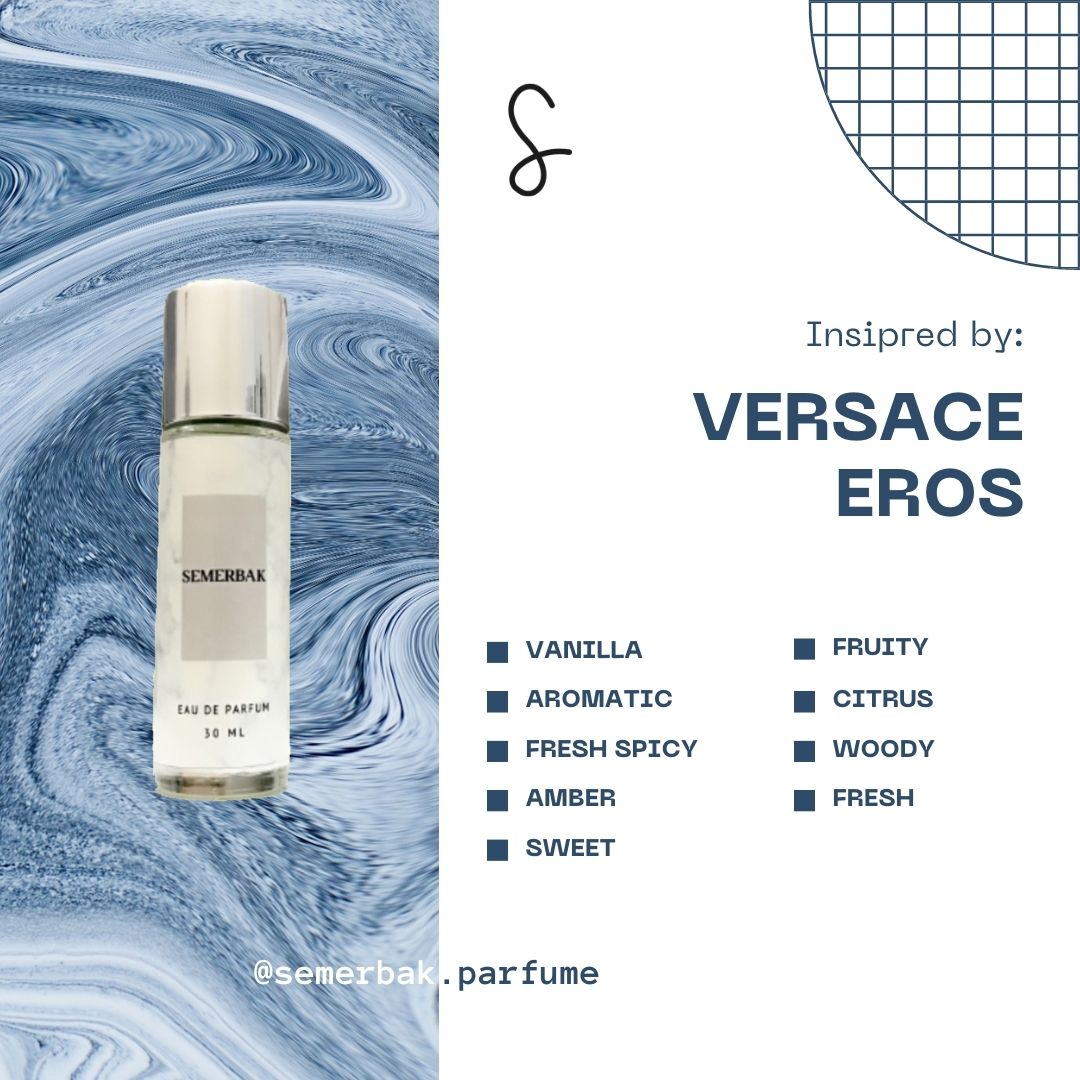 S
Insipred by:
VERSACE
EROS
SEMERBAK
EAU DE PARFUM
30 ML
VANILLA
AROMATIC
FRESH SPICY
AMBER
SWEET
FRUITY
CITRUS
WOODY
FRESH
@semerbak.parfume